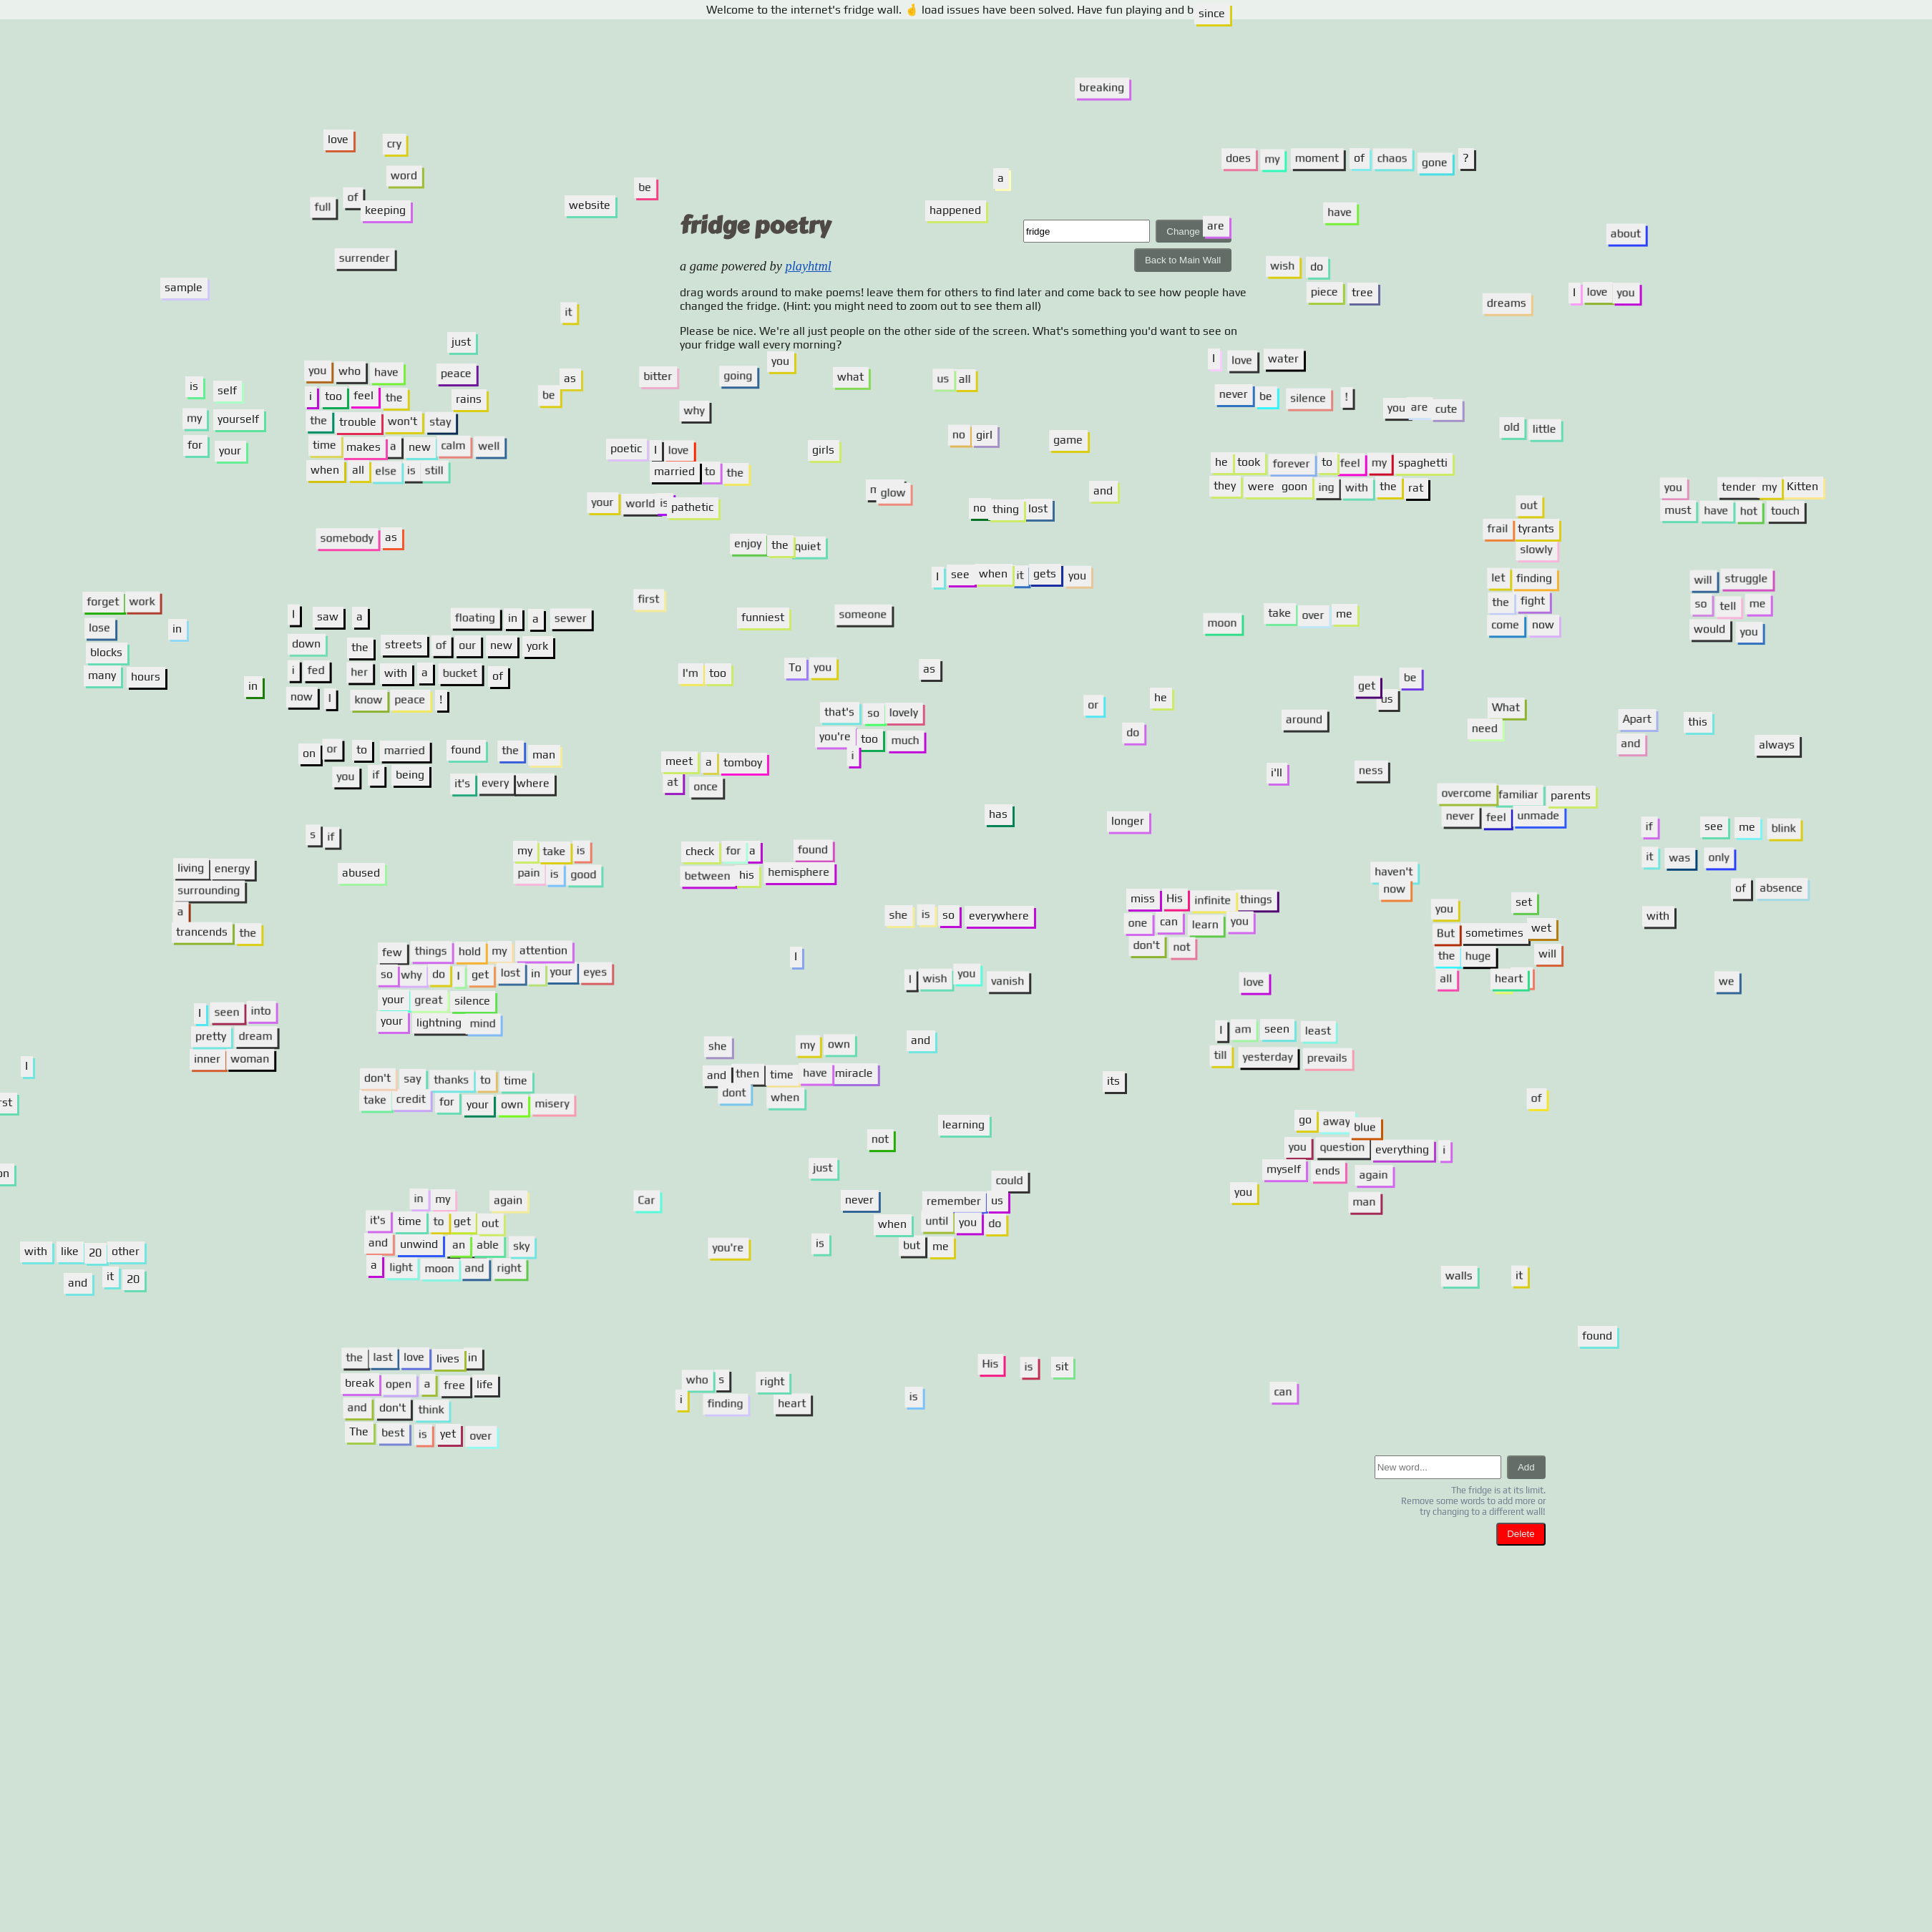 Welcome to the internet's fridge wall. 🤞 load issues have been solved. Have fun playing and b
since
breaking
love cry
word
full of keeping
surrender
sample
website be
a
happened
does my moment of chaos gone ?
have
about
fridge poetry
fridge
Change are
Back to Main Wall
a game powered by playhtml
drag words around to make poems! leave them for others to find later and come back to see how people have
changed the fridge. (Hint: you might need to zoom out to see them all)
Please be nice. We're all just people on the other side of the screen. What's something you'd want to see on
your fridge wall every morning?
wish do
piece tree
dreams
I love you
it
just
is self
my yourself
for your
you who have peace
i too feel the rains
the trouble won't stay
time makes a new calm well
when all else is still
as
be
bitter going you what us all
why
poetic I love
married to the
girls
no girl game
your world is pathetic
glow
and
no thing lost
enjoy the quiet
I see when it gets you
I love water
never be silence !
you are cute
old little
he took forever to feel my spaghetti
they were goon ing with the rat
you tender my Kitten
must have hot touch
out
frail tyrants
slowly
let finding
the fight
come now
will struggle
so tell me
would you
somebody as
forget work
lose in
blocks
many hours
in
I saw a floating in a sewer
down the streets of our new york
i fed her with a bucket of
now I know peace !
first
funniest someone
moon take over me
I'm too To you as
that's so lovely
you're too much
i
or he
do
get be
us
around
What
need
Apart this
and always
on or to married found the man
you if being it's every where
meet a tomboy
at once
i'll ness
has
longer
overcome familiar parents
never feel unmade
if see me blink
it was only
of absence
with
s if
abused
my take is
pain is good
check for a found
between his hemisphere
living energy
surrounding
a
trancends the
she is so everywhere
miss His infinite things
one can learn you
don't not
haven't
now
you set
But sometimes wet
the huge will
all heart
few things hold my attention
so why do I get lost in your eyes
your great silence
your lightning mind
I
I wish you vanish
love
we
I seen into
pretty dream
inner woman
I
rst
on
she my own and
and then time have miracle
dont when
I am seen least
till yesterday prevails
its
of
don't say thanks to time
take credit for your own misery
learning
not
just
go away blue
you question everything i
myself ends again
you man
in my again
it's time to get out
and unwind an able sky
a light moon and right
Car
could
never remember us
when until you do
you're is but me
with like 20 other
and it 20
walls it
found
the last love lives in
break open a free life
and don't think
The best is yet over
who s right
i finding heart
His is sit
is
can
New word...
Add
The fridge is at its limit.
Remove some words to add more or
try changing to a different wall!
Delete